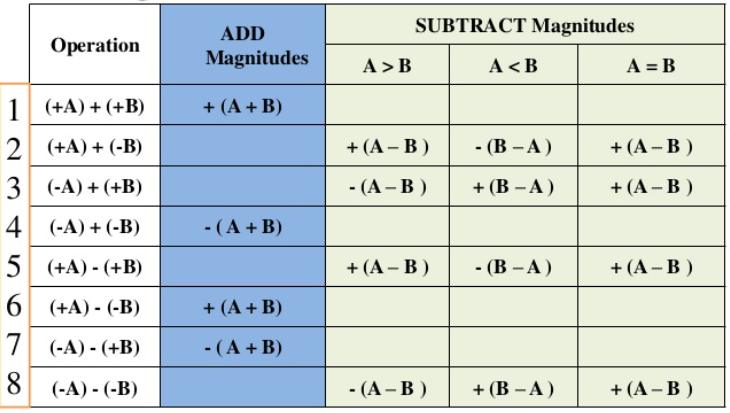 Operation ADD Magnitudes SUBTRACT Magnitudes
A > B A < B A = B
1 (+A) + (+B) + (A + B)
2 (+A) + (-B) + (A – B ) - (B – A ) + (A – B )
3 (-A) + (+B) - (A – B ) + (B – A ) + (A – B )
4 (-A) + (-B) - ( A + B)
5 (+A) - (+B) + (A – B ) - (B – A ) + (A – B )
6 (+A) - (-B) + (A + B)
7 (-A) - (+B) - ( A + B)
8 (-A) - (-B) - (A – B ) + (B – A ) + (A – B )